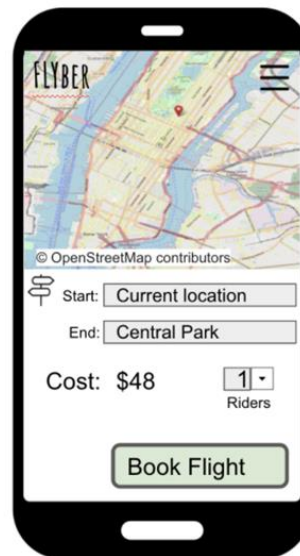 FLYBER
© OpenStreetMap contributors
Start: Current location
End: Central Park
Cost: $48 1
Riders
Book Flight